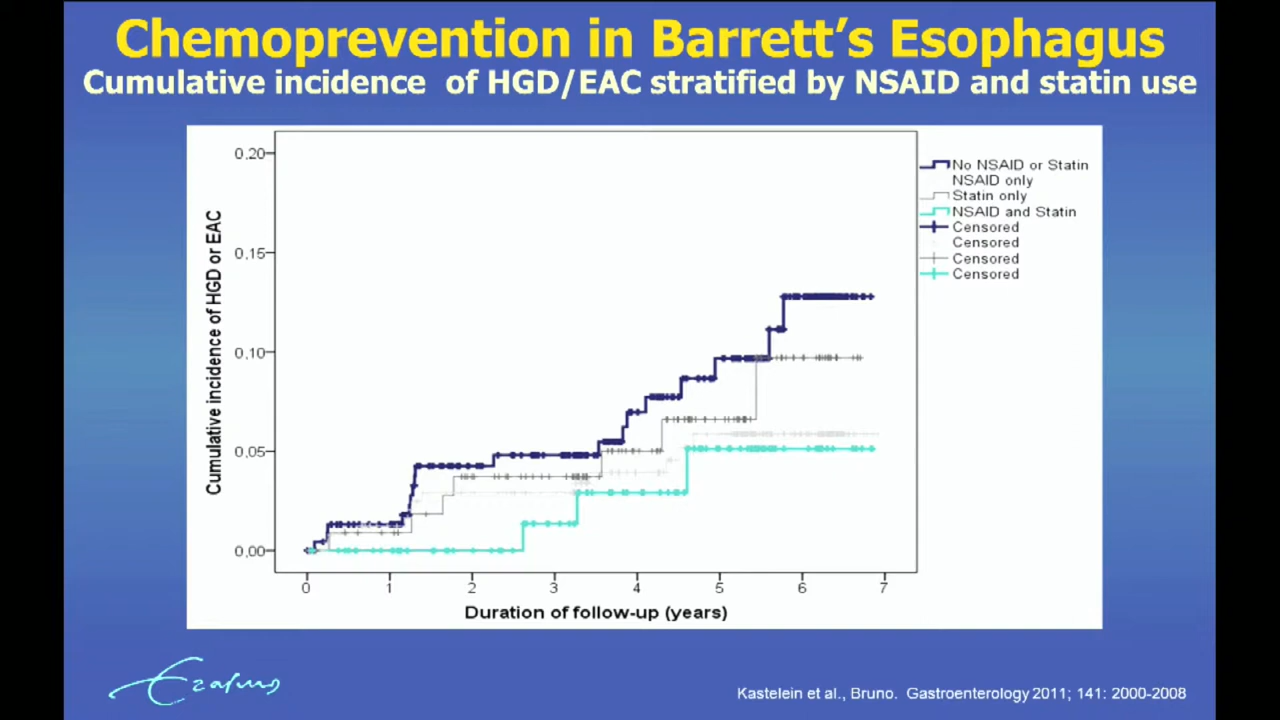 Chemoprevention in Barrett's Esophagus
Cumulative incidence of HGD/EAC stratified by NSAID and statin use
Cumulative incidence of HGD or EAC
0.20
0.15
0.10
0.05
0.00
0 1 2 3 4 5 6 7
Duration of follow-up (years)
No NSAID or Statin
NSAID only
Statin only
NSAID and Statin
Censored
Censored
Censored
Censored
Erasmus
Kastelein et al., Bruno. Gastroenterology 2011; 141: 2000-2008